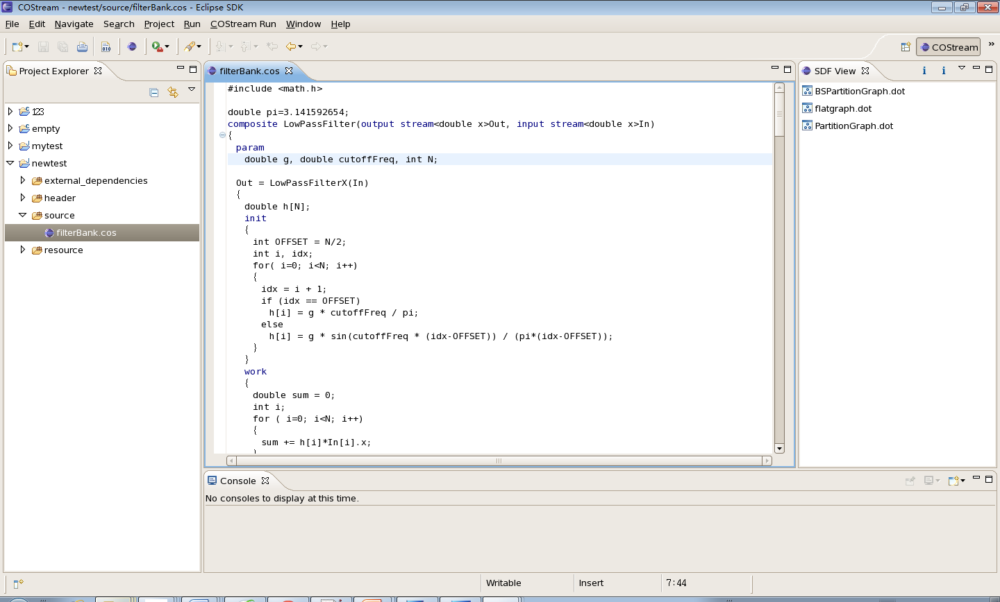 COStream - newtest/source/filterBank.cos - Eclipse SDK
File Edit Navigate Search Project Run COStream Run Window Help
010
COStream »
Project Explorer
123
empty
mytest
newtest
external_dependencies
header
source
filterBank.cos
resource
filterBank.cos
#include <math.h>
double pi=3.141592654;
composite LowPassFilter(output stream<double x>Out, input stream<double x>In)
{
param
double g, double cutoffFreq, int N;
Out = LowPassFilterX(In)
{
double h[N];
init
{
int OFFSET = N/2;
int i, idx;
for( i=0; i<N; i++)
{
idx = i + 1;
if (idx == OFFSET)
h[i] = g * cutoffFreq / pi;
else
h[i] = g * sin(cutoffFreq * (idx-OFFSET)) / (pi*(idx-OFFSET));
}
}
work
{
double sum = 0;
int i;
for ( i=0; i<N; i++)
{
sum += h[i]*In[i].x;
}
SDF View
i i
BSPartitionGraph.dot
flatgraph.dot
PartitionGraph.dot
Console
No consoles to display at this time.
Writable Insert 7:44